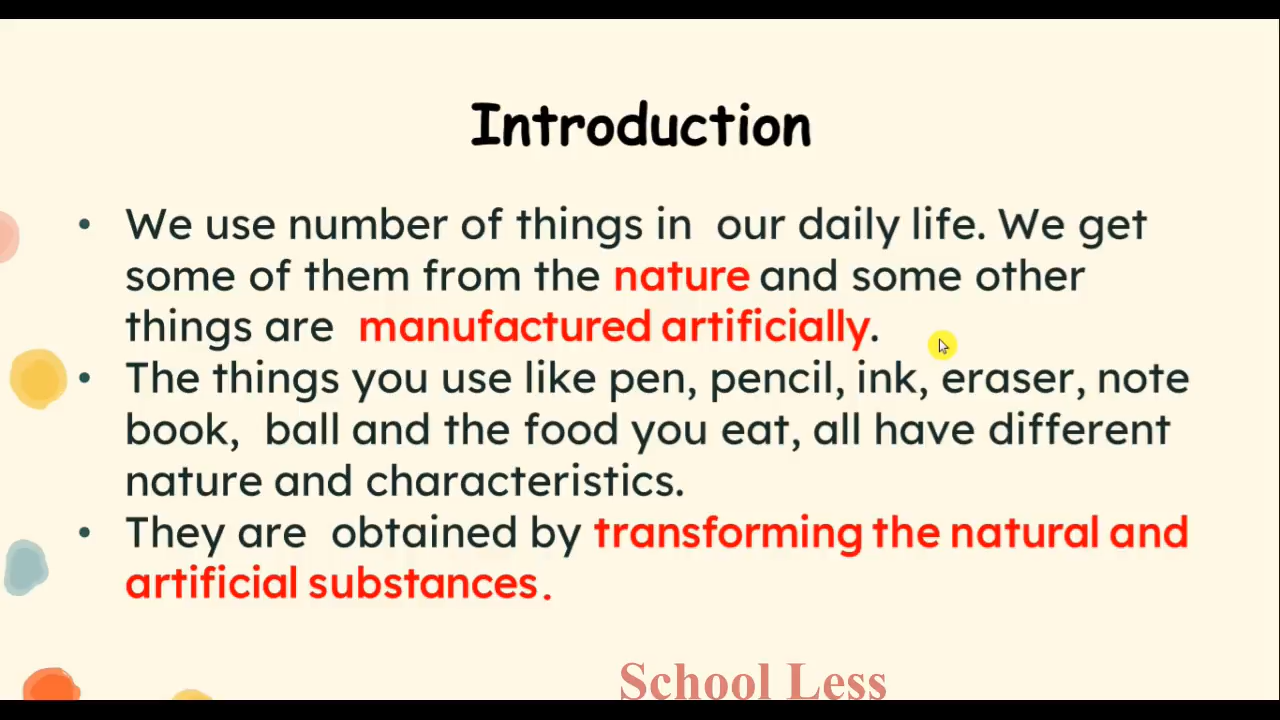 Introduction
• We use number of things in our daily life. We get
some of them from the nature and some other
things are manufactured artificially.
• The things you use like pen, pencil, ink, eraser, note
book, ball and the food you eat, all have different
nature and characteristics.
• They are obtained by transforming the natural and
artificial substances.
School Less